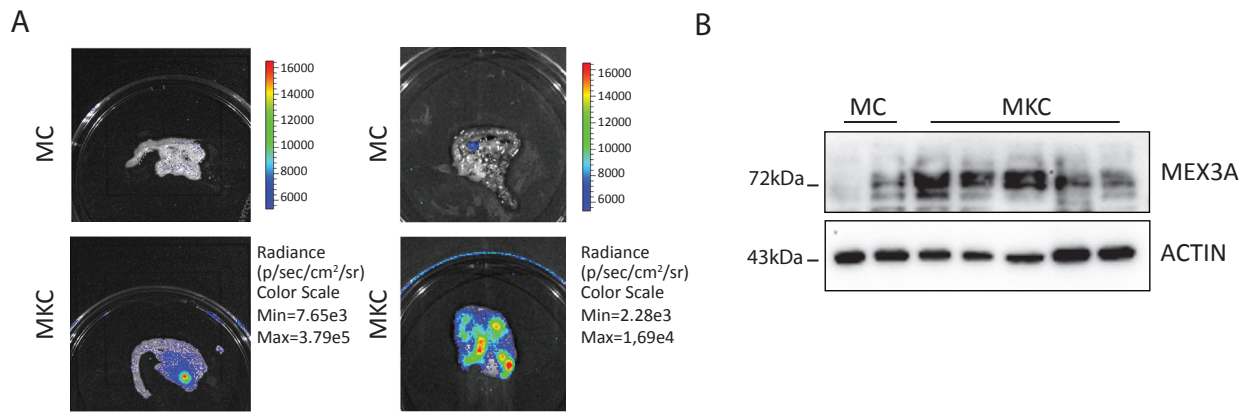 A
MC
16000
14000
12000
10000
8000
6000
MC
16000
14000
12000
10000
8000
6000
MKC
Radiance
(p/sec/cm²/sr)
Color Scale
Min=7.65e3
Max=3.79e5
MKC
Radiance
(p/sec/cm²/sr)
Color Scale
Min=2.28e3
Max=1,69e4
B
MC
MKC
72kDa
MEX3A
43kDa
ACTIN